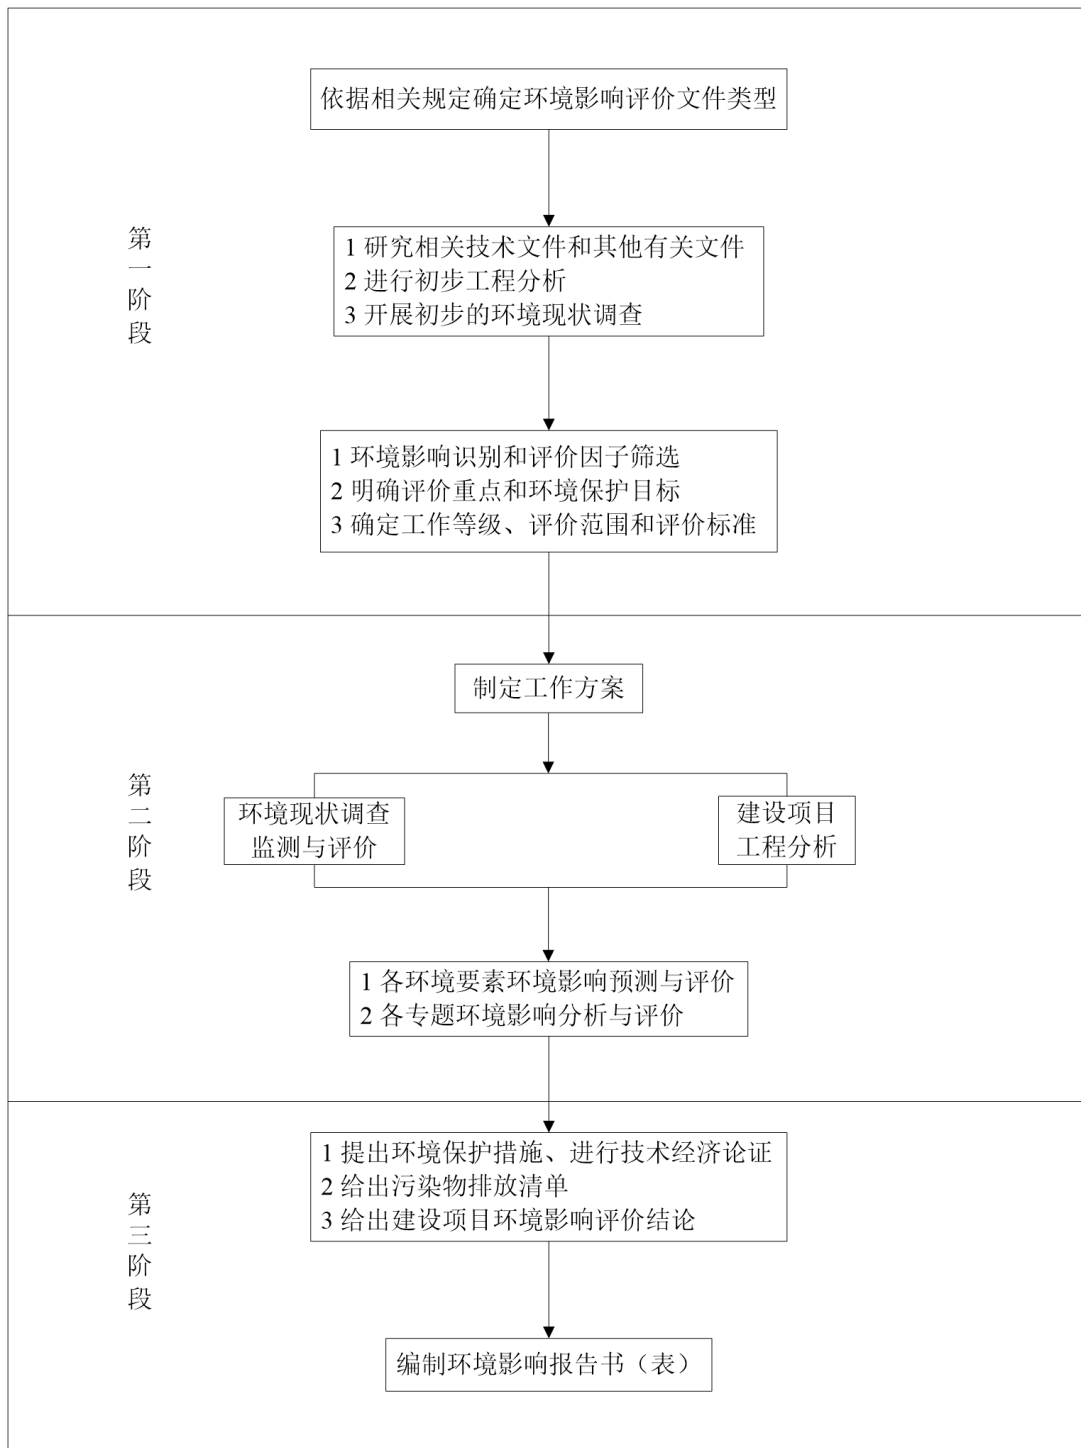 依据相关规定确定环境影响评价文件类型
第一阶段
1 研究相关技术文件和其他有关文件
2 进行初步工程分析
3 开展初步的环境现状调查
1 环境影响识别和评价因子筛选
2 明确评价重点和环境保护目标
3 确定工作等级、评价范围和评价标准
制定工作方案
第二阶段
环境现状调查
监测与评价
建设项目
工程分析
1 各环境要素环境影响预测与评价
2 各专题环境影响分析与评价
第三阶段
1 提出环境保护措施、进行技术经济论证
2 给出污染物排放清单
3 给出建设项目环境影响评价结论
编制环境影响报告书（表）